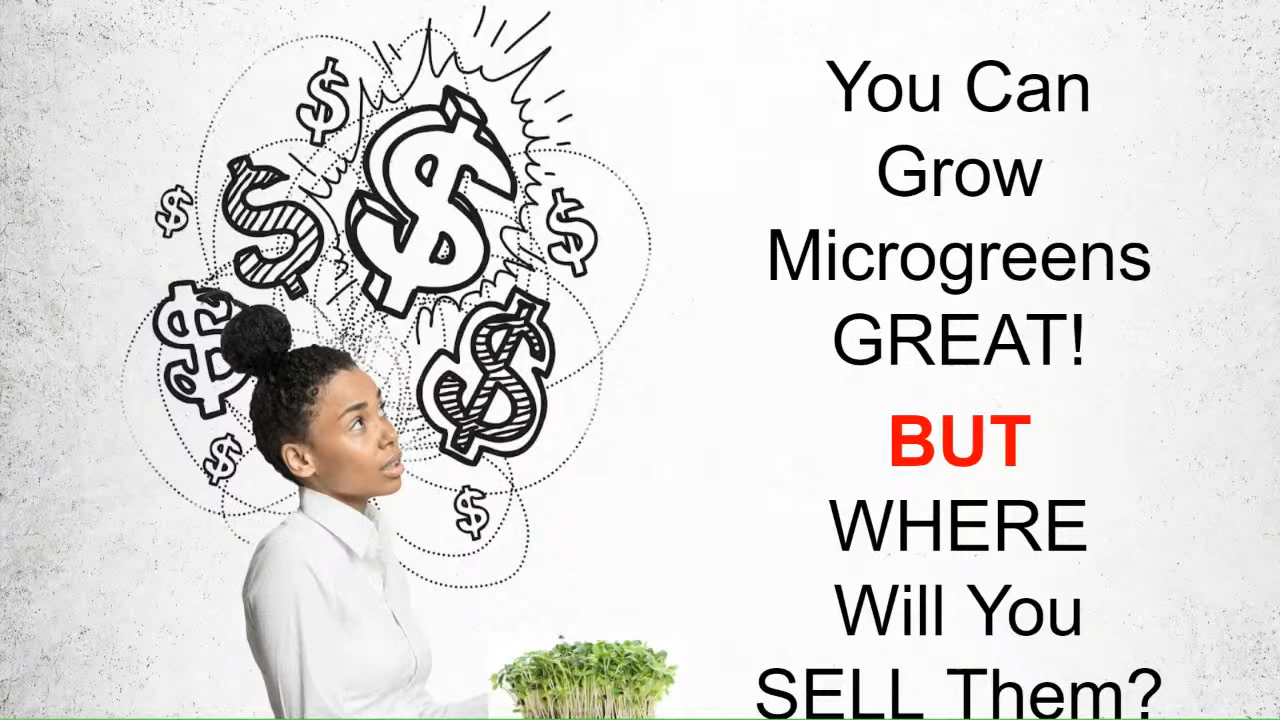 You Can
Grow
Microgreens
GREAT!
BUT
WHERE
Will You
SELL Them?